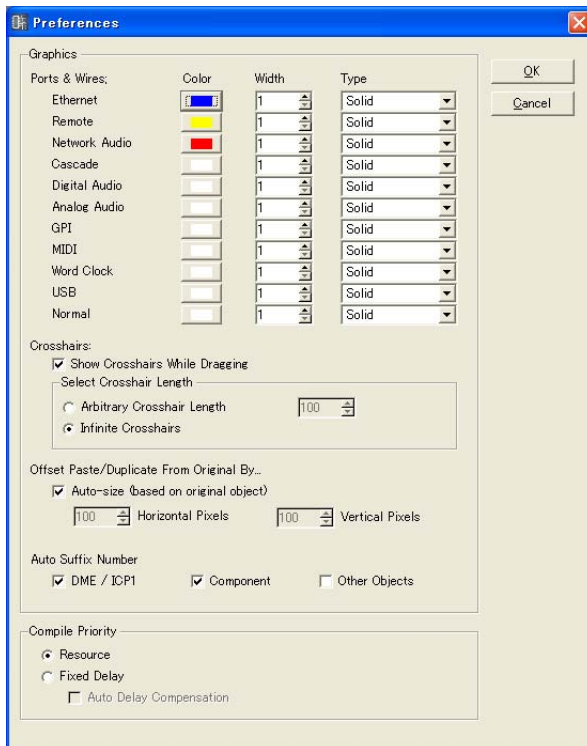 Preferences
Graphics
Ports & Wires; Color Width Type
Ethernet 1 Solid
Remote 1 Solid
Network Audio 1 Solid
Cascade 1 Solid
Digital Audio 1 Solid
Analog Audio 1 Solid
GPI 1 Solid
MIDI 1 Solid
Word Clock 1 Solid
USB 1 Solid
Normal 1 Solid
OK
Cancel
Crosshairs:
Show Crosshairs While Dragging
Select Crosshair Length
Arbitrary Crosshair Length 100
Infinite Crosshairs
Offset Paste/Duplicate From Original By...
Auto-size (based on original object)
100 Horizontal Pixels 100 Vertical Pixels
Auto Suffix Number
DME / ICP1 Component Other Objects
Compile Priority
Resource
Fixed Delay
Auto Delay Compensation